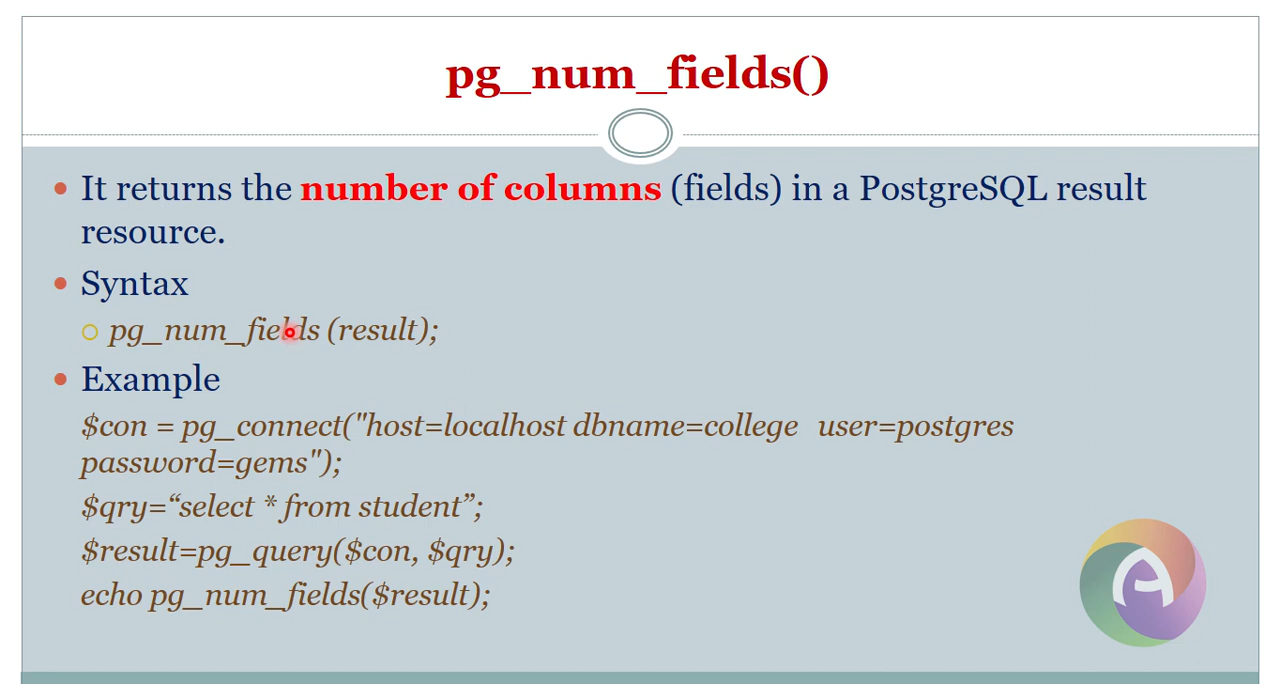 pg_num_fields()
It returns the number of columns (fields) in a PostgreSQL result
resource.
Syntax
pg_num_fields (result);
Example
$con = pg_connect("host=localhost dbname=college user=postgres
password=gems");
$qry=“select * from student”;
$result=pg_query($con, $qry);
echo pg_num_fields($result);
A